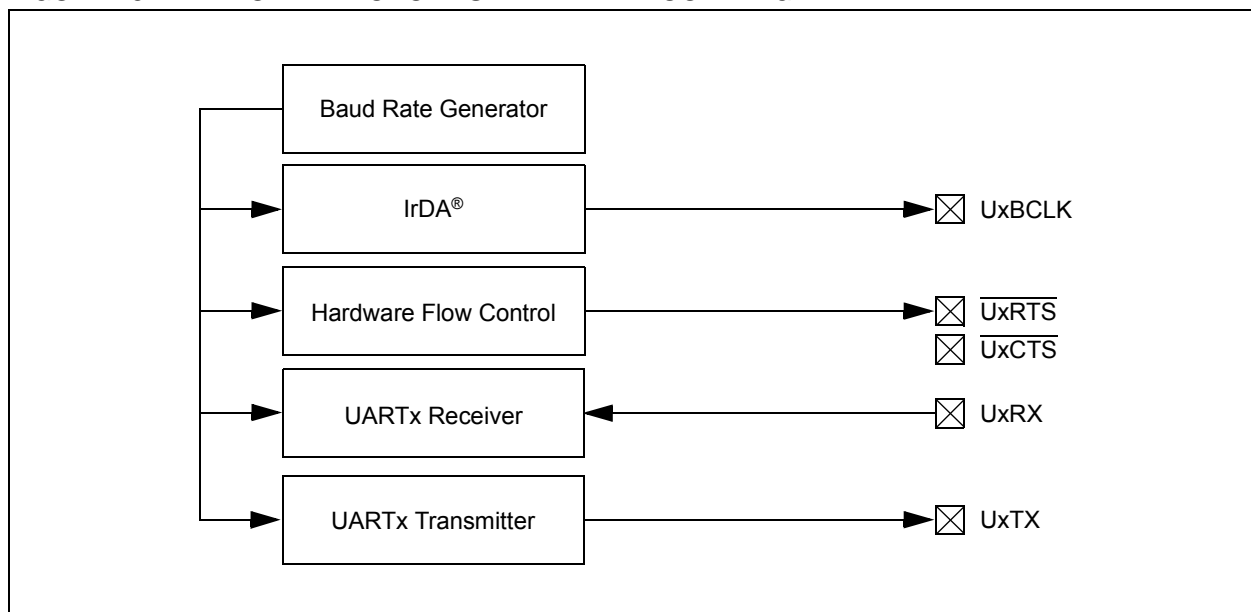 Baud Rate Generator
IrDA®
UxBCLK
Hardware Flow Control
UxRTS
UxCTS
UARTx Receiver
UxRX
UARTx Transmitter
UxTX